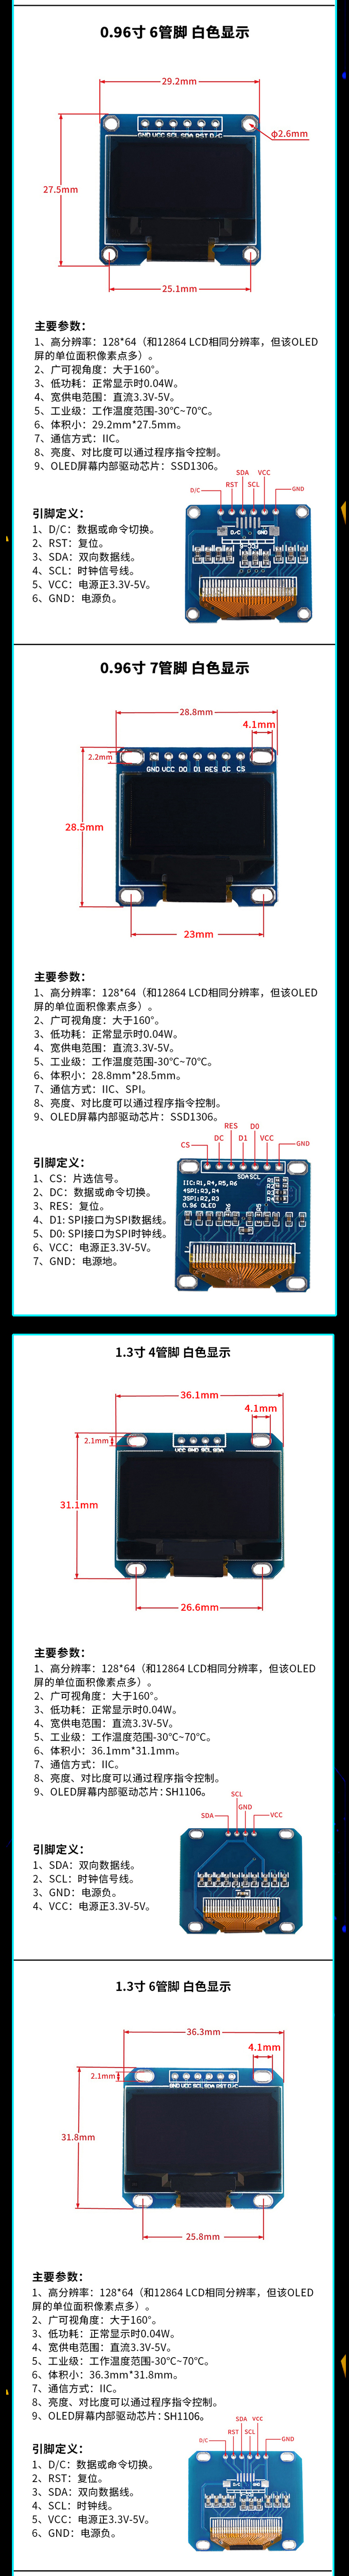 0.96寸 6管脚 白色显示
29.2mm
GND VCC SCL SDA RST D/C
Φ2.6mm
27.5mm
25.1mm
主要参数：
1、高分辨率：128*64（和12864 LCD相同分辨率，但该OLED
屏的单位面积像素点多）。
2、广可视角度：大于160°。
3、低功耗：正常显示时0.04W。
4、宽供电范围：直流3.3V-5V。
5、工业级：工作温度范围-30℃~70℃。
6、体积小：29.2mm*27.5mm。
7、通信方式：IIC。
8、亮度、对比度可以通过程序指令控制。
9、OLED屏幕内部驱动芯片：SSD1306。
SDA VCC
D/C RST SCL GND
引脚定义：
1、D/C：数据或命令切换。
2、RST：复位。
3、SDA：双向数据线。
4、SCL：时钟信号线。
5、VCC：电源正3.3V-5V。
6、GND：电源负。
D/C GND
0.96寸 7管脚 白色显示
28.8mm
4.1mm
2.2mm
GND VCC D0 D1 RES DC CS
28.5mm
23mm
主要参数：
1、高分辨率：128*64（和12864 LCD相同分辨率，但该OLED
屏的单位面积像素点多）。
2、广可视角度：大于160°。
3、低功耗：正常显示时0.04W。
4、宽供电范围：直流3.3V-5V。
5、工业级：工作温度范围-30℃~70℃。
6、体积小：28.8mm*28.5mm。
7、通信方式：IIC、SPI。
8、亮度、对比度可以通过程序指令控制。
9、OLED屏幕内部驱动芯片：SSD1306。
RES D0
CS DC D1 VCC GND
引脚定义：
1、CS：片选信号。
2、DC：数据或命令切换。
3、RES：复位。
4、D1: SPI接口为SPI数据线。
5、D0: SPI接口为SPI时钟线。
6、VCC：电源正3.3V-5V。
7、GND：电源地。
SDA SCL
IIC:R1,R4,R5,R6
4SPI:R3,R4
3SPI:R2,R3
0.96 OLED
1.3寸 4管脚 白色显示
36.1mm
4.1mm
2.1mm
VCC GND SCL SDA
31.1mm
26.6mm
主要参数：
1、高分辨率：128*64（和12864 LCD相同分辨率，但该OLED
屏的单位面积像素点多）。
2、广可视角度：大于160°。
3、低功耗：正常显示时0.04W。
4、宽供电范围：直流3.3V-5V。
5、工业级：工作温度范围-30℃~70℃。
6、体积小：36.1mm*31.1mm。
7、通信方式：IIC。
8、亮度、对比度可以通过程序指令控制。
9、OLED屏幕内部驱动芯片：SH1106。
SCL
GND
SDA VCC
引脚定义：
1、SDA：双向数据线。
2、SCL：时钟信号线。
3、GND：电源负。
4、VCC：电源正3.3V-5V。
1.3寸 6管脚 白色显示
36.3mm
4.1mm
2.1mm
GND VCC SCL SDA RST D/C
31.8mm
25.8mm
主要参数：
1、高分辨率：128*64（和12864 LCD相同分辨率，但该OLED
屏的单位面积像素点多）。
2、广可视角度：大于160°。
3、低功耗：正常显示时0.04W。
4、宽供电范围：直流3.3V-5V。
5、工业级：工作温度范围-30℃~70℃。
6、体积小：36.3mm*31.8mm。
7、通信方式：IIC。
8、亮度、对比度可以通过程序指令控制。
9、OLED屏幕内部驱动芯片：SH1106。
SDA VCC
D/C RST SCL GND
引脚定义：
1、D/C：数据或命令切换。
2、RST：复位。
3、SDA：双向数据线。
4、SCL：时钟线。
5、VCC：电源正3.3V-5V。
6、GND：电源负。
D/C GND